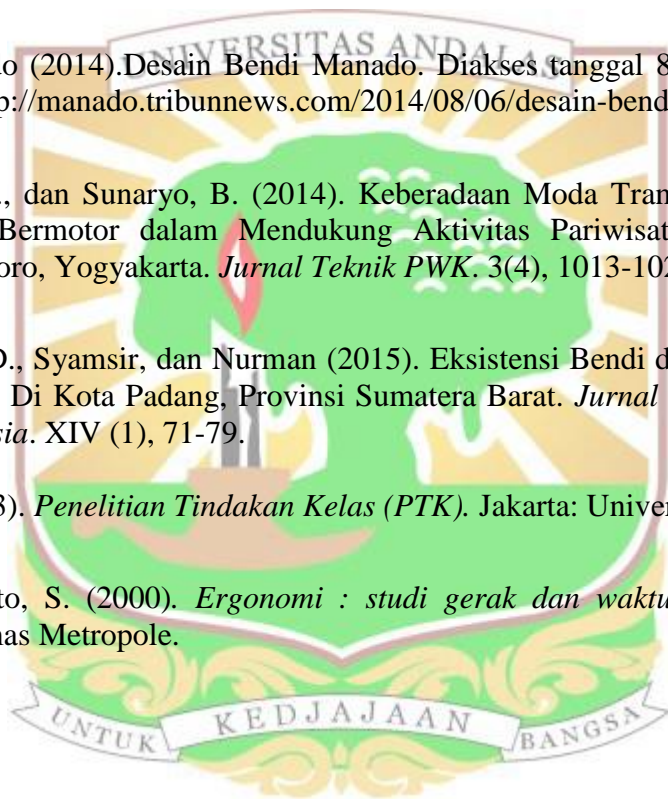 UNIVERSITAS ANDALAS
o (2014).Desain Bendi Manado. Diakses tanggal 8
p://manado.tribunnews.com/2014/08/06/desain-bend
., dan Sunaryo, B. (2014). Keberadaan Moda Tran
Bermotor dalam Mendukung Aktivitas Pariwisat
oro, Yogyakarta. Jurnal Teknik PWK. 3(4), 1013-102
D., Syamsir, dan Nurman (2015). Eksistensi Bendi d
Di Kota Padang, Provinsi Sumatera Barat. Jurnal
sia. XIV (1), 71-79.
3). Penelitian Tindakan Kelas (PTK). Jakarta: Univer
to, S. (2000). Ergonomi : studi gerak dan waktu
nas Metropole.
UNTUK KEDJAJAAN BANGSA